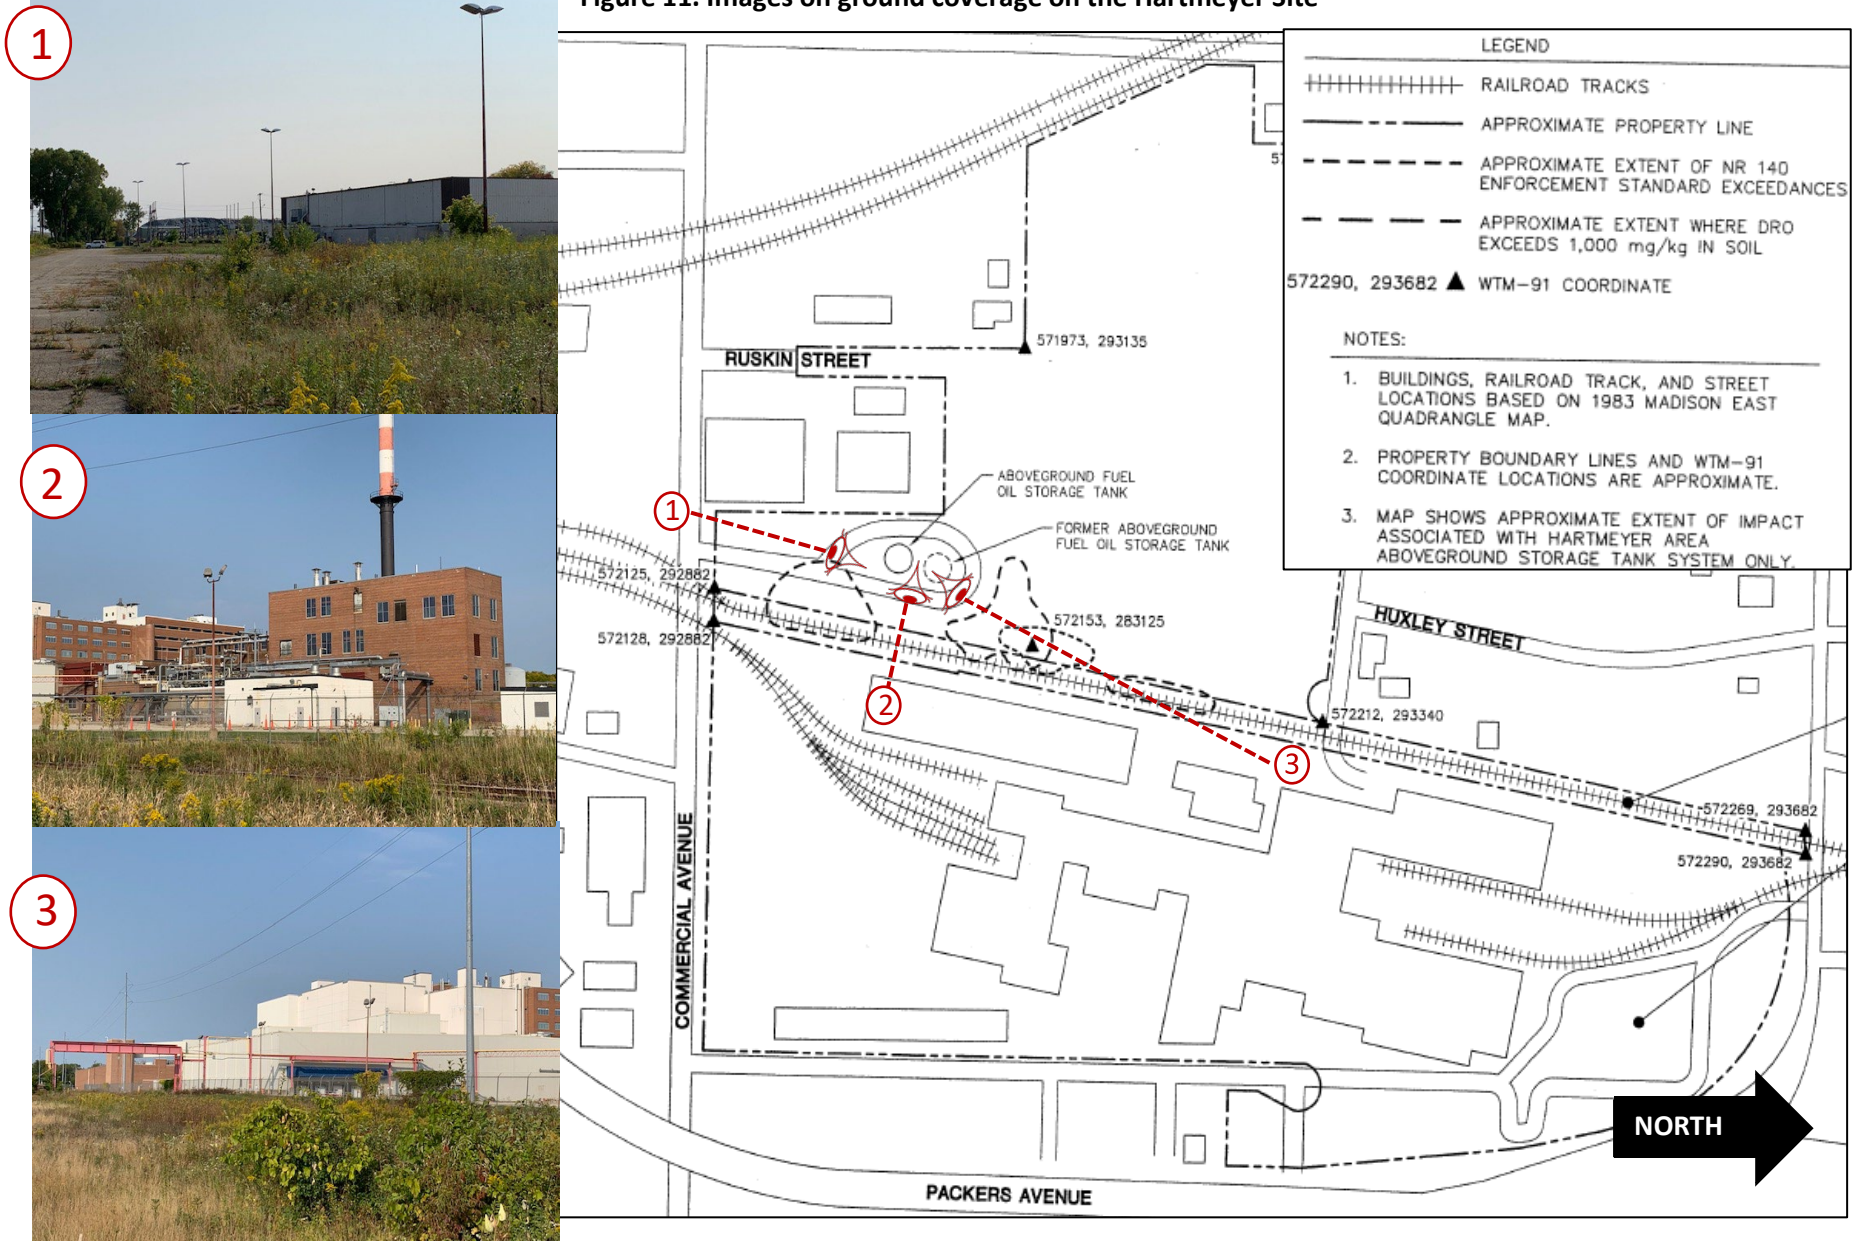 Figure 11: Images on ground coverage on the Hartmeyer Site
1
2
3
LEGEND
RAILROAD TRACKS
APPROXIMATE PROPERTY LINE
APPROXIMATE EXTENT OF NR 140
ENFORCEMENT STANDARD EXCEEDANCES
APPROXIMATE EXTENT WHERE DRO
EXCEEDS 1,000 mg/kg IN SOIL
572290, 293682 ▲ WTM-91 COORDINATE
NOTES:
1. BUILDINGS, RAILROAD TRACK, AND STREET
LOCATIONS BASED ON 1983 MADISON EAST
QUADRANGLE MAP.
2. PROPERTY BOUNDARY LINES AND WTM-91
COORDINATE LOCATIONS ARE APPROXIMATE.
3. MAP SHOWS APPROXIMATE EXTENT OF IMPACT
ASSOCIATED WITH HARTMEYER AREA
ABOVEGROUND STORAGE TANK SYSTEM ONLY.
571973, 293135
RUSKIN STREET
ABOVEGROUND FUEL
OIL STORAGE TANK
1
FORMER ABOVEGROUND
FUEL OIL STORAGE TANK
572125, 292882
572128, 292882
572153, 283125
HUXLEY STREET
2
572212, 293340
3
572269, 293682
572290, 293682
COMMERCIAL AVENUE
NORTH
PACKERS AVENUE